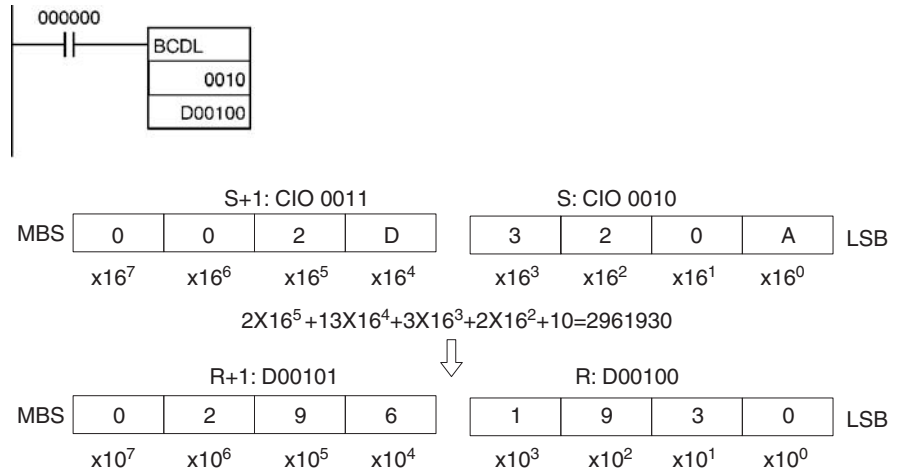 000000
BCDL
0010
D00100
S+1: CIO 0011 S: CIO 0010
MBS 0 0 2 D 3 2 0 A LSB
x16⁷ x16⁶ x16⁵ x16⁴ x16³ x16² x16¹ x16⁰
2X16⁵+13X16⁴+3X16³+2X16²+10=2961930
R+1: D00101 R: D00100
MBS 0 2 9 6 1 9 3 0 LSB
x10⁷ x10⁶ x10⁵ x10⁴ x10³ x10² x10¹ x10⁰